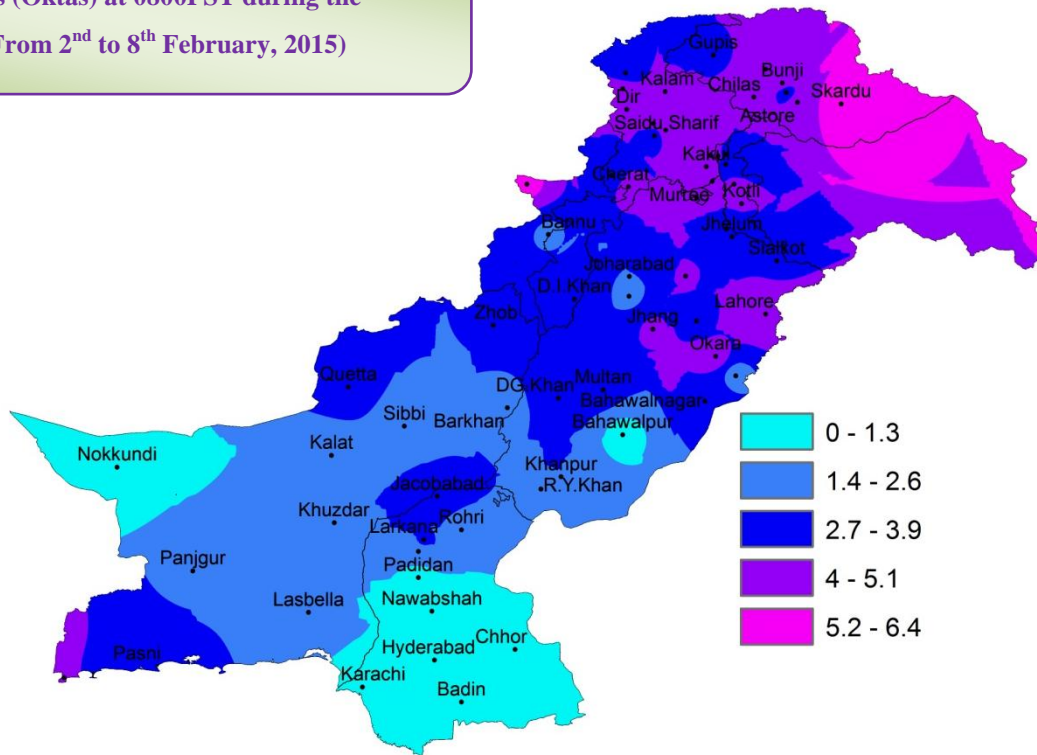 (Oktas) at 0800PST during the
From 2nd to 8th February, 2015)
Gupis
Kalam
Chilas
Bunji
Skardu
Dir
Astore
Saidu Sharif
Kakul
Cherat
Murree
Kotli
Bannu
Jhelum
Sialkot
Joharabad
D.I.Khan
Lahore
Zhob
Jhang
Okara
Quetta
DG.Khan
Multan
Bahawalnagar
Sibbi
Barkhan
Bahawalpur
0 - 1.3
Nokkundi
Kalat
Khanpur
1.4 - 2.6
Jacobabad
R.Y.Khan
Khuzdar
Larkana
Rohri
2.7 - 3.9
Panjgur
Padidan
4 - 5.1
Lasbella
Nawabshah
5.2 - 6.4
Pasni
Hyderabad
Chhor
Karachi
Badin